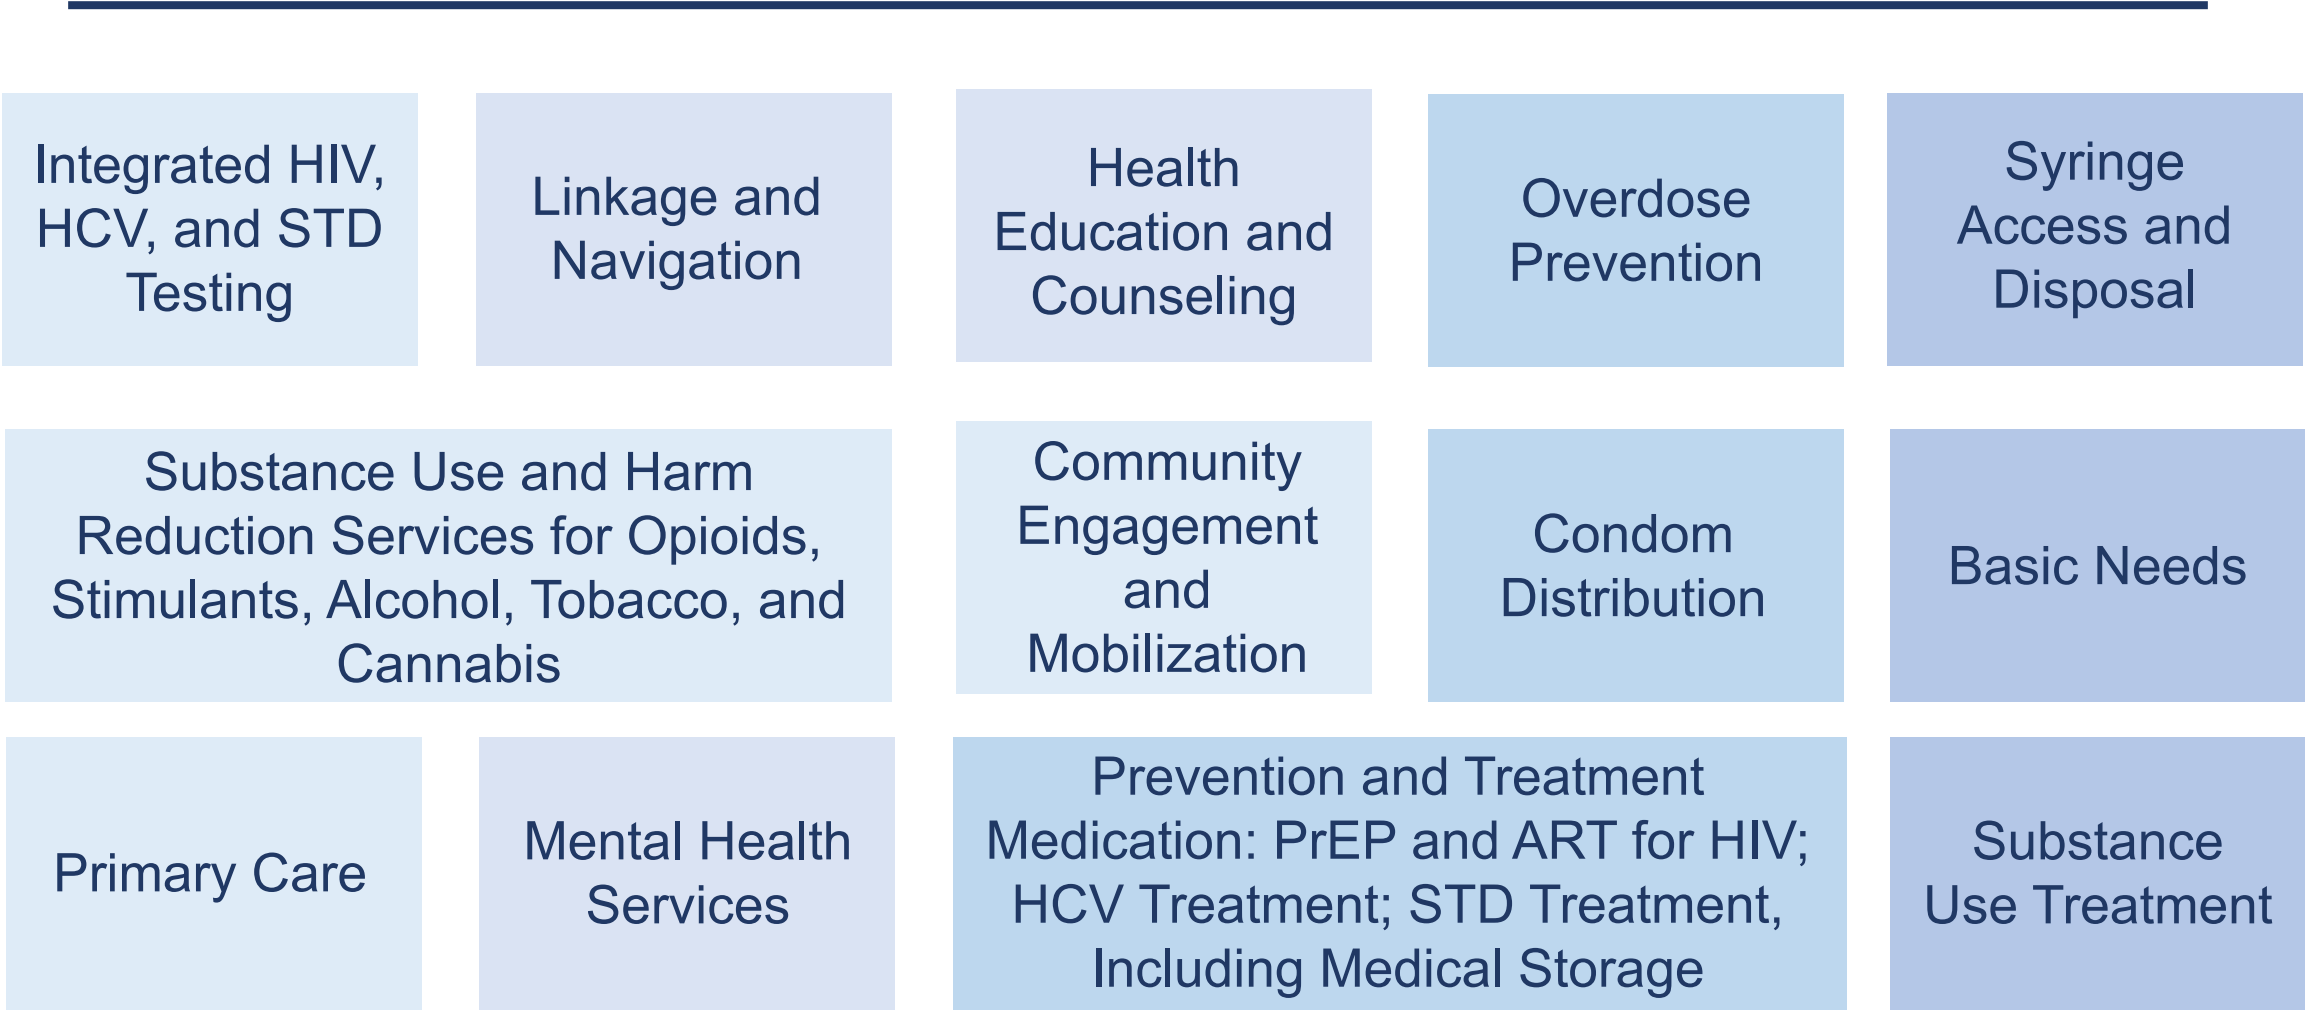 Integrated HIV,
HCV, and STD
Testing
Linkage and
Navigation
Health
Education and
Counseling
Overdose
Prevention
Syringe
Access and
Disposal
Substance Use and Harm
Reduction Services for Opioids,
Stimulants, Alcohol, Tobacco, and
Cannabis
Community
Engagement
and
Mobilization
Condom
Distribution
Basic Needs
Primary Care
Mental Health
Services
Prevention and Treatment
Medication: PrEP and ART for HIV;
HCV Treatment; STD Treatment,
Including Medical Storage
Substance
Use Treatment